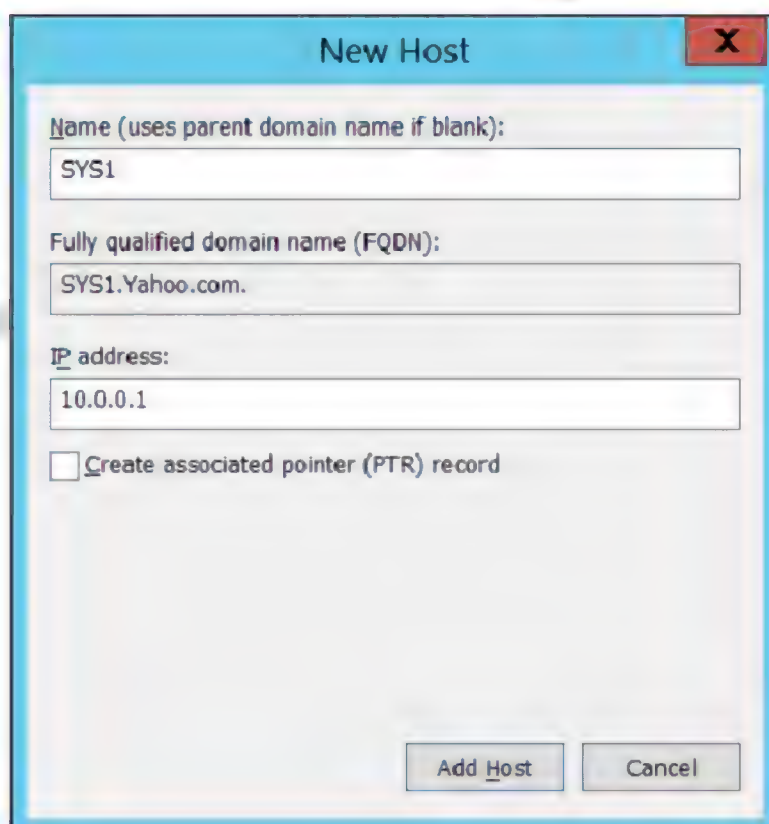 New Host
X
Name (uses parent domain name if blank):
SYS1
Fully qualified domain name (FQDN):
SYS1.Yahoo.com.
IP address:
10.0.0.1
Create associated pointer (PTR) record
Add Host
Cancel